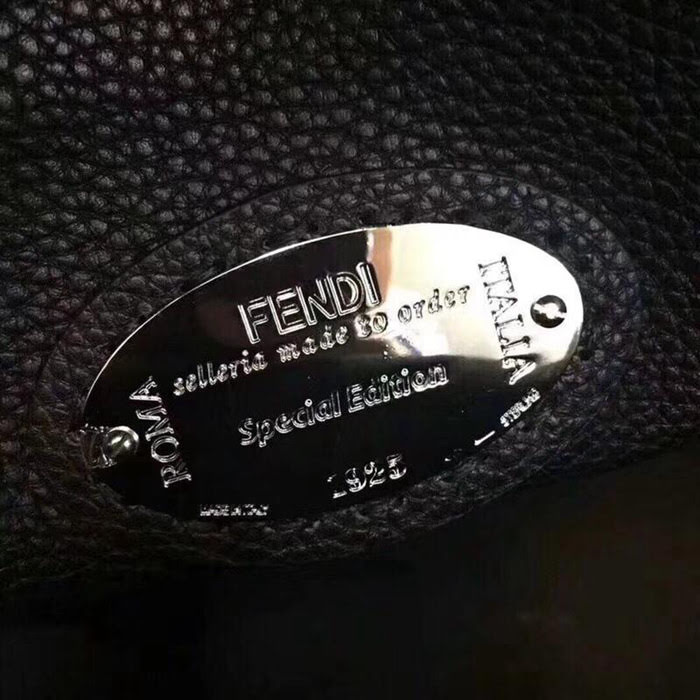 FENDI
selleria made to order
Special Edition
1925
ROMA
ITALIA
MADE IN ITALY